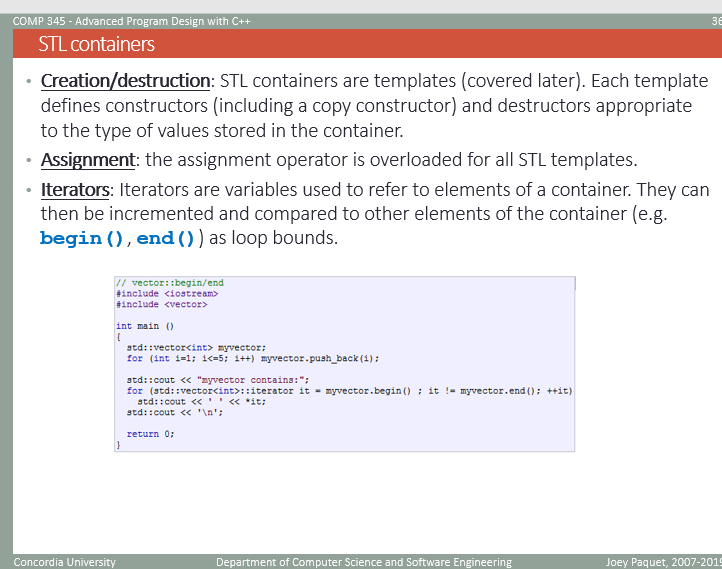 COMP 345 - Advanced Program Design with C++
36
STL containers
• Creation/destruction: STL containers are templates (covered later). Each template
defines constructors (including a copy constructor) and destructors appropriate
to the type of values stored in the container.
• Assignment: the assignment operator is overloaded for all STL templates.
• Iterators: Iterators are variables used to refer to elements of a container. They can
then be incremented and compared to other elements of the container (e.g.
begin(), end()) as loop bounds.
// vector::begin/end
#include <iostream>
#include <vector>
int main ()
{
std::vector<int> myvector;
for (int i=1; i<=5; i++) myvector.push_back(i);
std::cout << "myvector contains:";
for (std::vector<int>::iterator it = myvector.begin() ; it != myvector.end(); ++it)
std::cout << ' ' << *it;
std::cout << '\n';
return 0;
}
Concordia University
Department of Computer Science and Software Engineering
Joey Paquet, 2007-2019